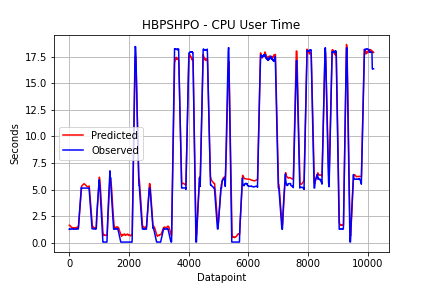 HBPSHPO - CPU User Time
17.5
15.0
12.5
10.0
7.5
5.0
2.5
0.0
Seconds
Predicted
Observed
0 2000 4000 6000 8000 10000
Datapoint